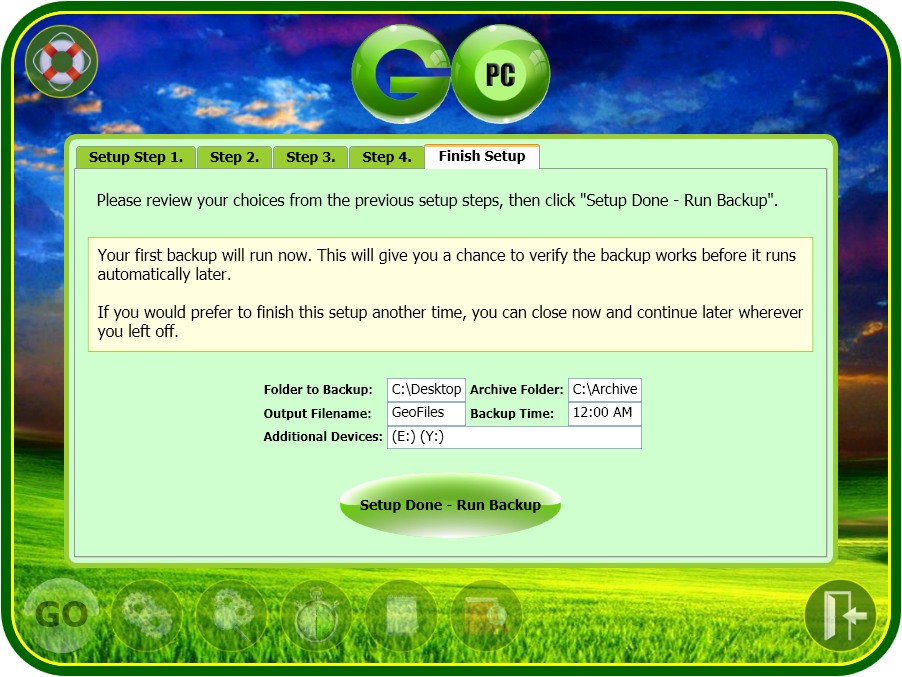 GO PC
Setup Step 1. Step 2. Step 3. Step 4. Finish Setup
Please review your choices from the previous setup steps, then click "Setup Done - Run Backup".
Your first backup will run now. This will give you a chance to verify the backup works before it runs
automatically later.
If you would prefer to finish this setup another time, you can close now and continue later wherever
you left off.
Folder to Backup: C:\Desktop Archive Folder: C:\Archive
Output Filename: GeoFiles Backup Time: 12:00 AM
Additional Devices: (E:) (Y:)
Setup Done - Run Backup
GO